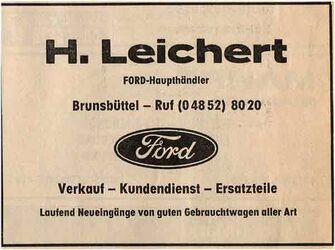 H. Leichert
FORD-Haupthändler
Brunsbüttel – Ruf (0 48 52) 80 20
Ford
Verkauf – Kundendienst – Ersatzteile
Laufend Neueingänge von guten Gebrauchtwagen aller Art